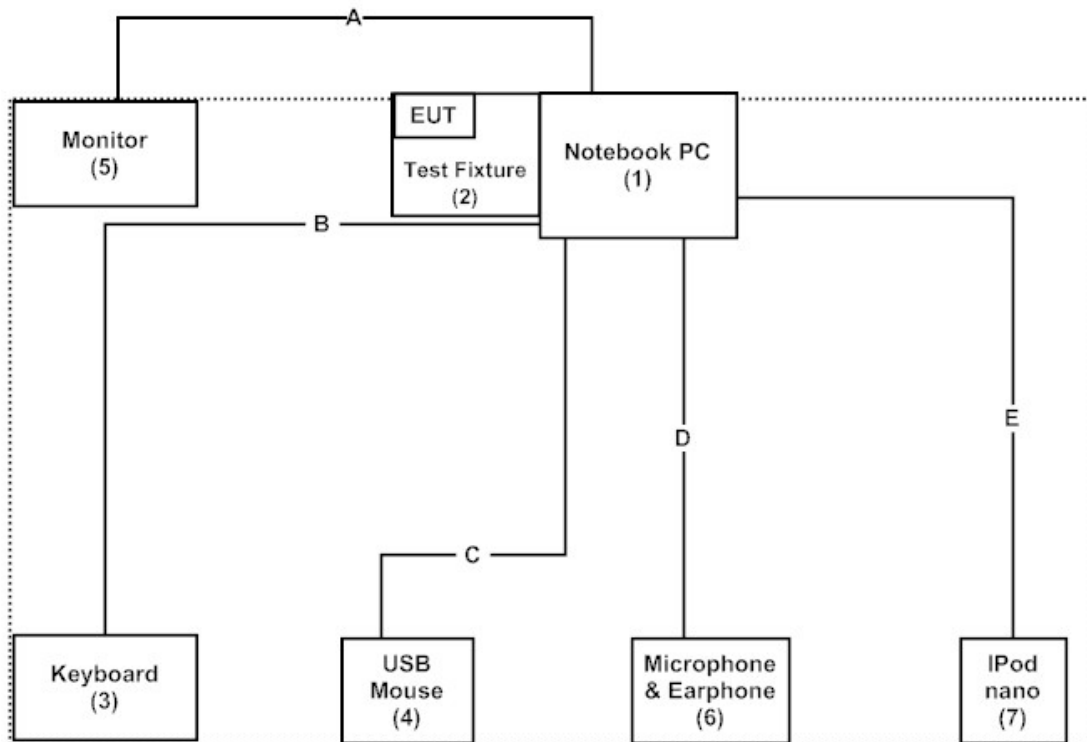 A
EUT
Monitor
(5)
Test Fixture
(2)
Notebook PC
(1)
B
D
E
C
Keyboard
(3)
USB
Mouse
(4)
Microphone
& Earphone
(6)
IPod
nano
(7)